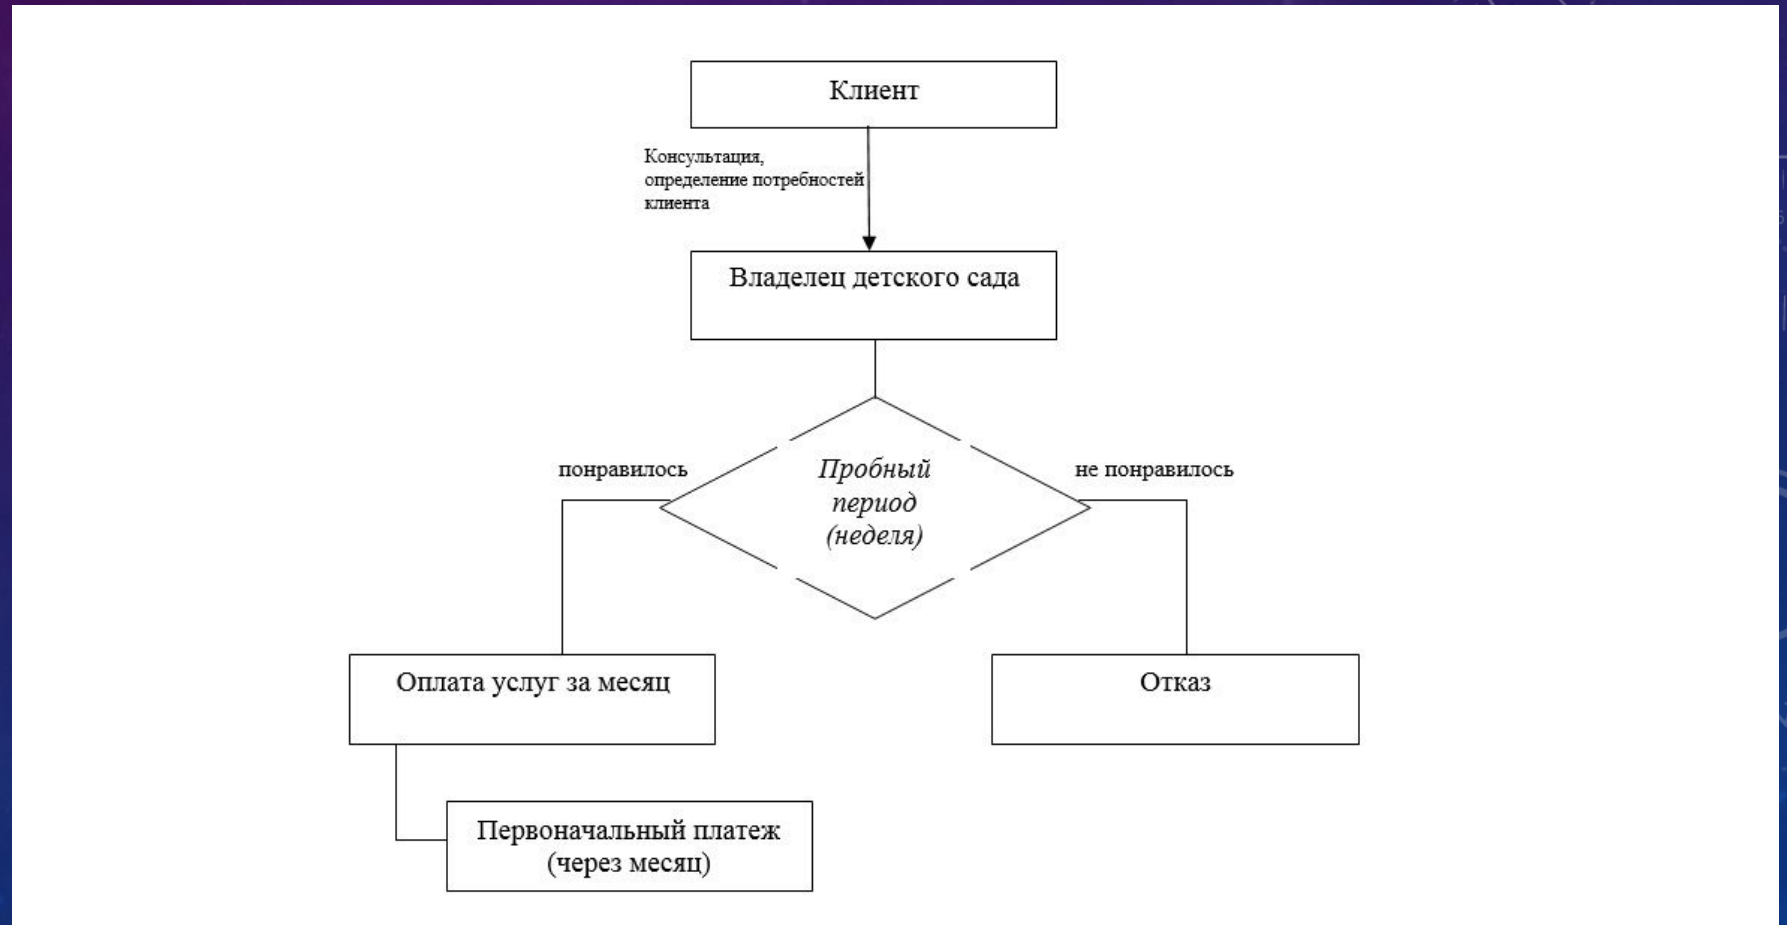 Клиент
Консультация,
определение потребностей
клиента
Владелец детского сада
понравилось
Пробный
период
(неделя)
не понравилось
Оплата услуг за месяц
Отказ
Первоначальный платеж
(через месяц)